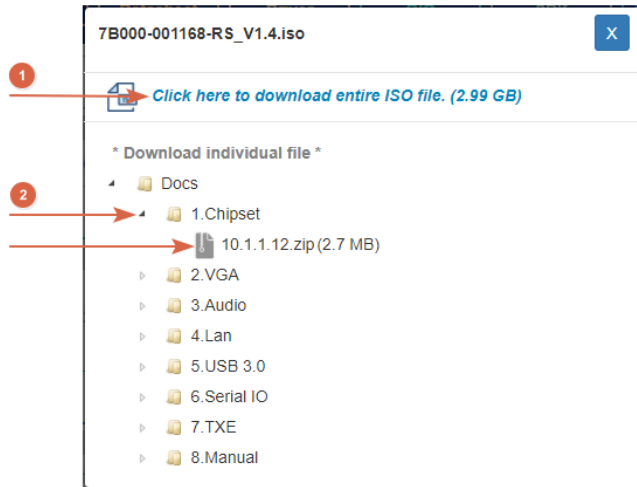 7B000-001168-RS_V1.4.iso
X
1
Click here to download entire ISO file. (2.99 GB)
* Download individual file *
Docs
2
1.Chipset
10.1.1.12.zip (2.7 MB)
2.VGA
3.Audio
4.Lan
5.USB 3.0
6.Serial IO
7.TXE
8.Manual